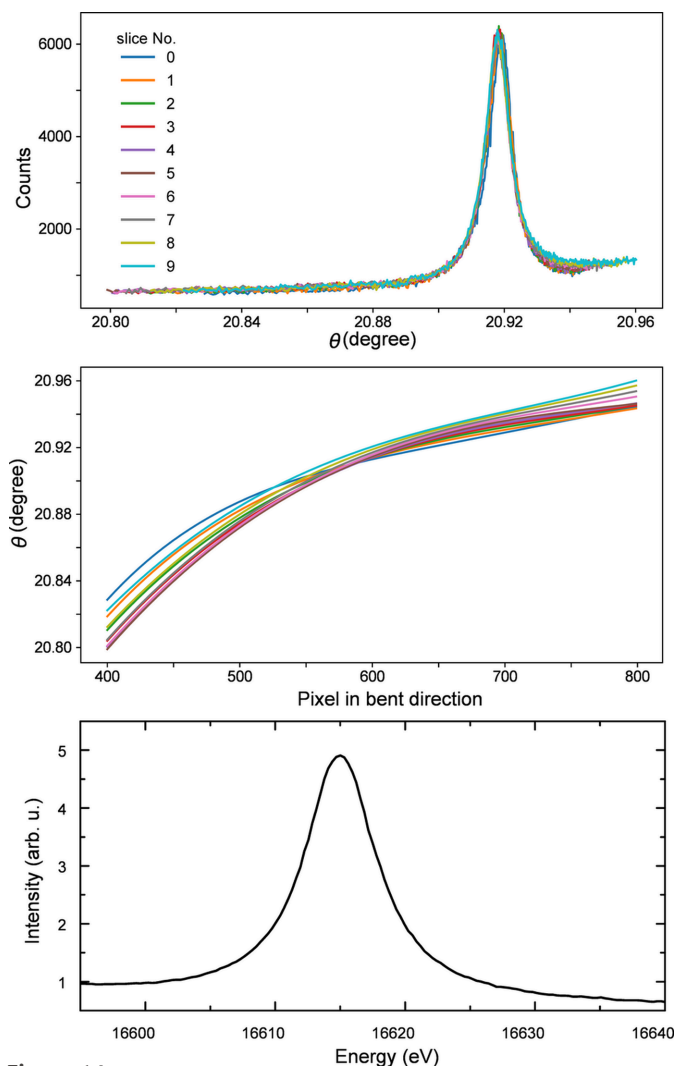 6000
4000
2000
Counts
slice No.
0
1
2
3
4
5
6
7
8
9
20.80 20.84 20.88 20.92 20.96
θ (degree)
20.96
20.92
20.88
20.84
20.80
θ (degree)
400 500 600 700 800
Pixel in bent direction
5
4
3
2
1
Intensity (arb. u.)
16600 16610 16620 16630 16640
Energy (eV)